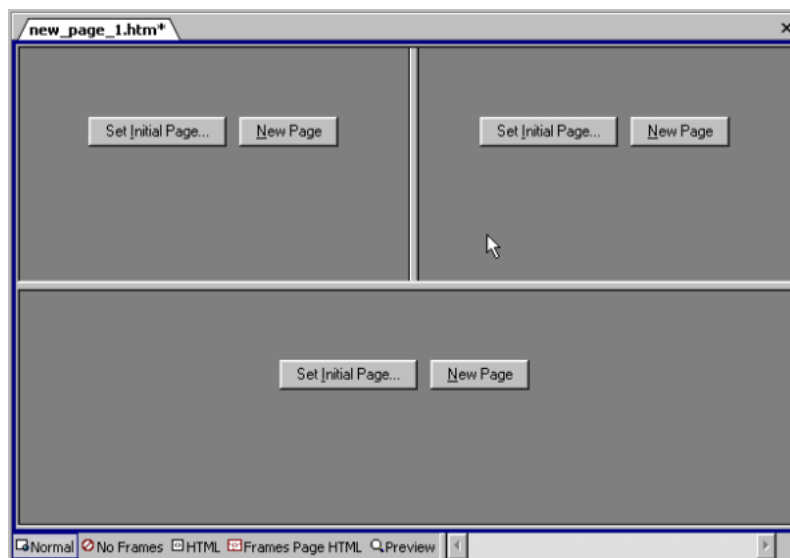 new_page_1.htm*
Set Initial Page... New Page Set Initial Page... New Page
Set Initial Page... New Page
Normal No Frames HTML Frames Page HTML Preview